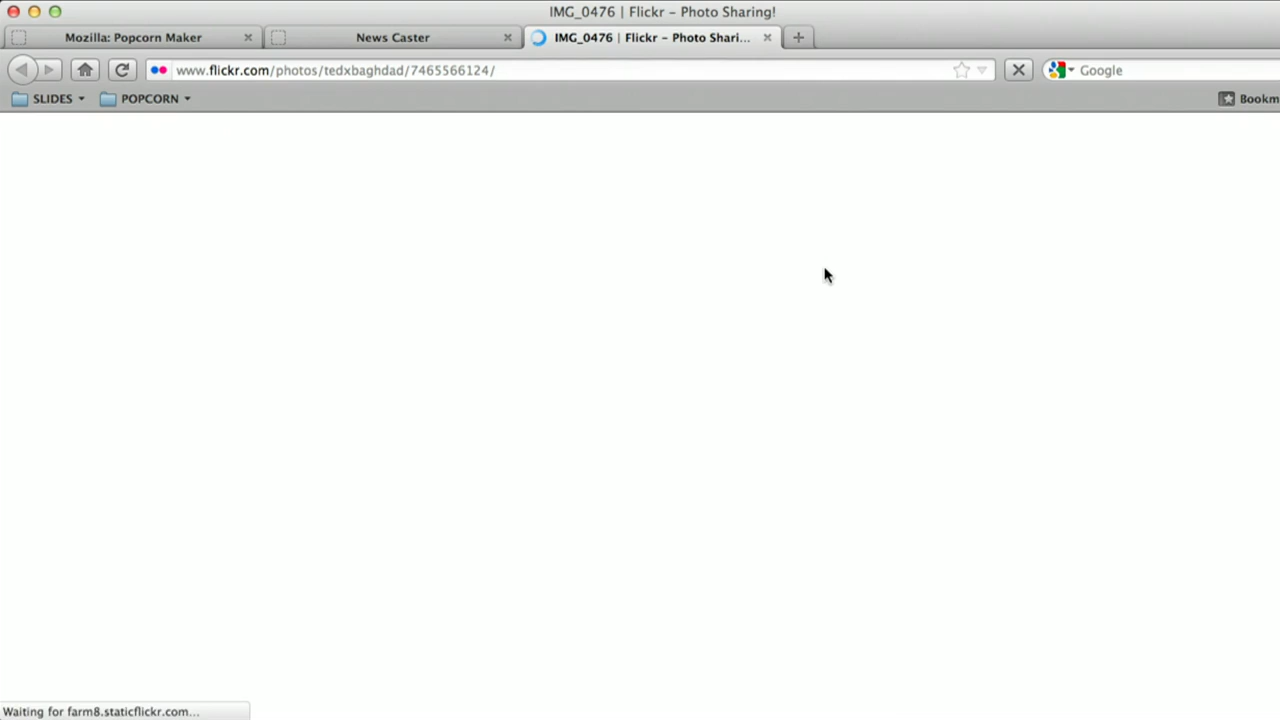 IMG_0476 | Flickr – Photo Sharing!
Mozilla: Popcorn Maker
News Caster
IMG_0476 | Flickr – Photo Shari...
www.flickr.com/photos/tedxbaghdad/7465566124/
Google
SLIDES
POPCORN
Bookm
Waiting for farm8.staticflickr.com...